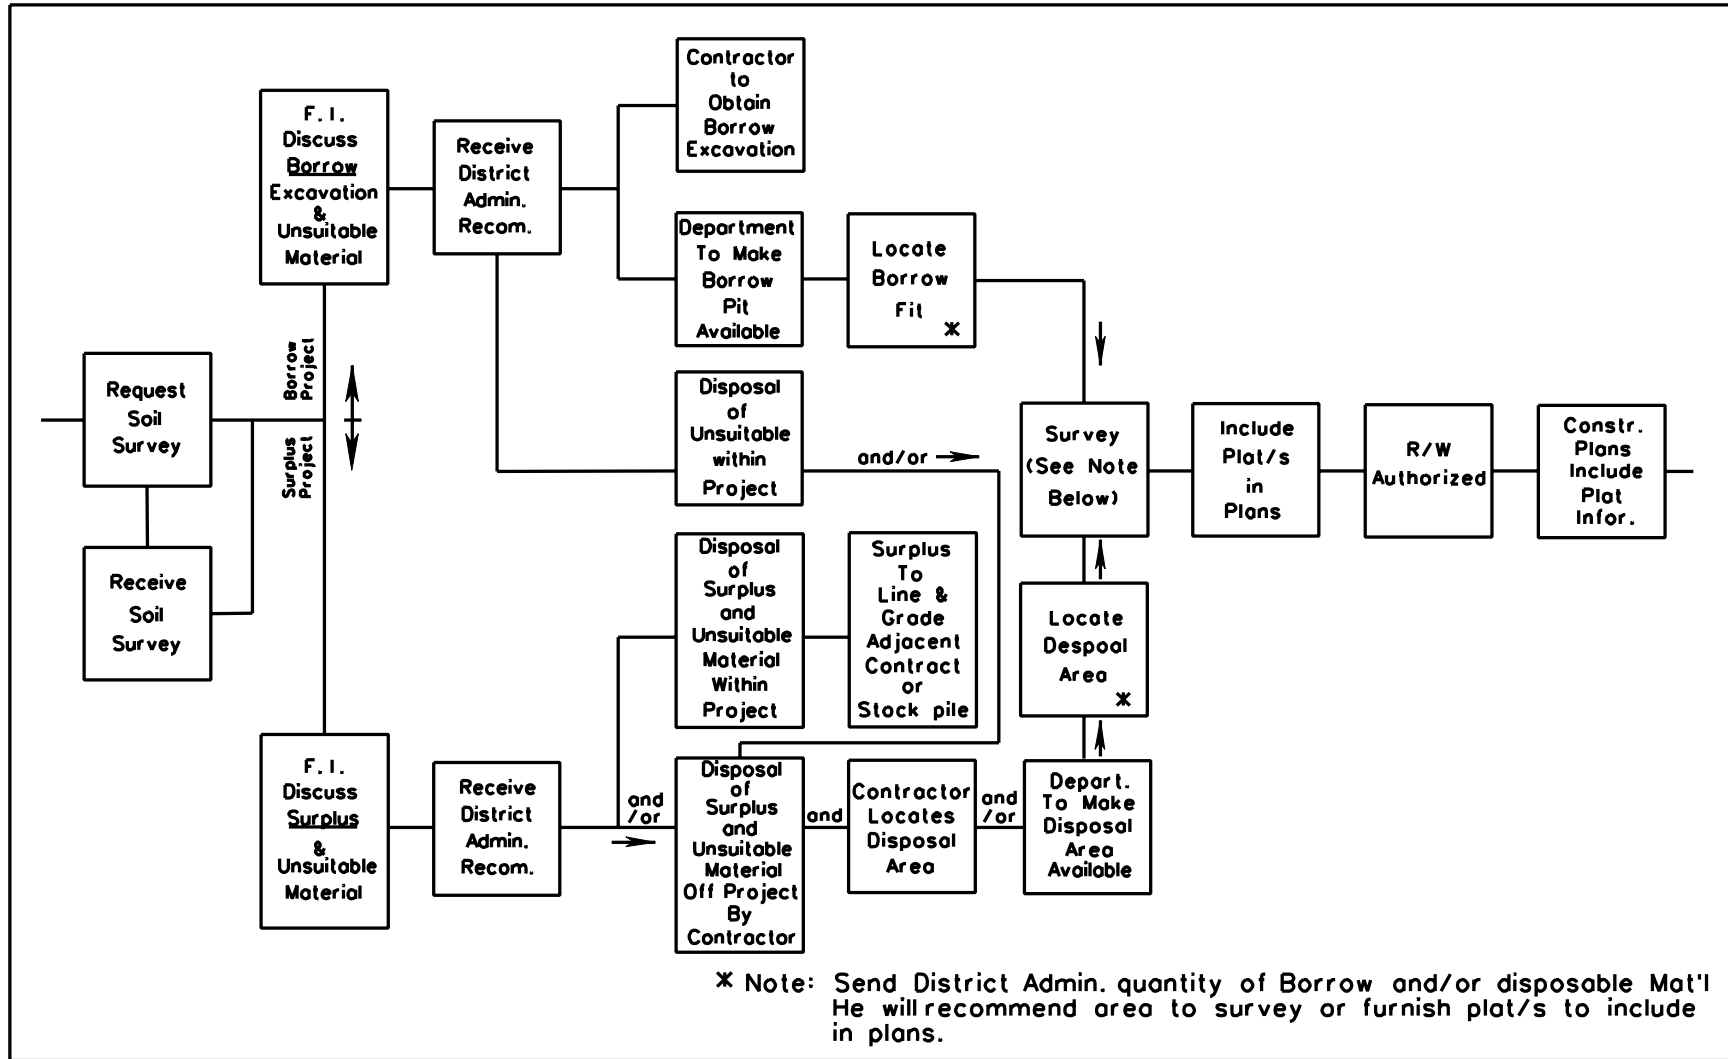 Contractor
to
Obtain
Borrow
Excavation
F. I.
Discuss
Borrow
Excavation
&
Unsuitable
Material
Receive
District
Admin.
Recom.
Department
To Make
Borrow
Pit
Available
Locate
Borrow
Fit
*
Borrow
Project
Surplus
Project
Request
Soil
Survey
Receive
Soil
Survey
Disposal
of
Unsuitable
within
Project
and/or
Survey
(See Note
Below)
Include
Plat/s
in
Plans
R/W
Authorized
Constr.
Plans
Include
Plat
Infor.
Disposal
of
Surplus
and
Unsuitable
Material
Within
Project
Surplus
To
Line &
Grade
Adjacent
Contract
or
Stock pile
Locate
Despoal
Area
*
F. I.
Discuss
Surplus
&
Unsuitable
Material
Receive
District
Admin.
Recom.
and
/or
Disposal
of
Surplus
and
Unsuitable
Material
Off Project
By
Contractor
and
Contractor
Locates
Disposal
Area
and
/or
Depart.
To Make
Disposal
Area
Available
* Note: Send District Admin. quantity of Borrow and/or disposable Mat'l
He will recommend area to survey or furnish plat/s to include
in plans.